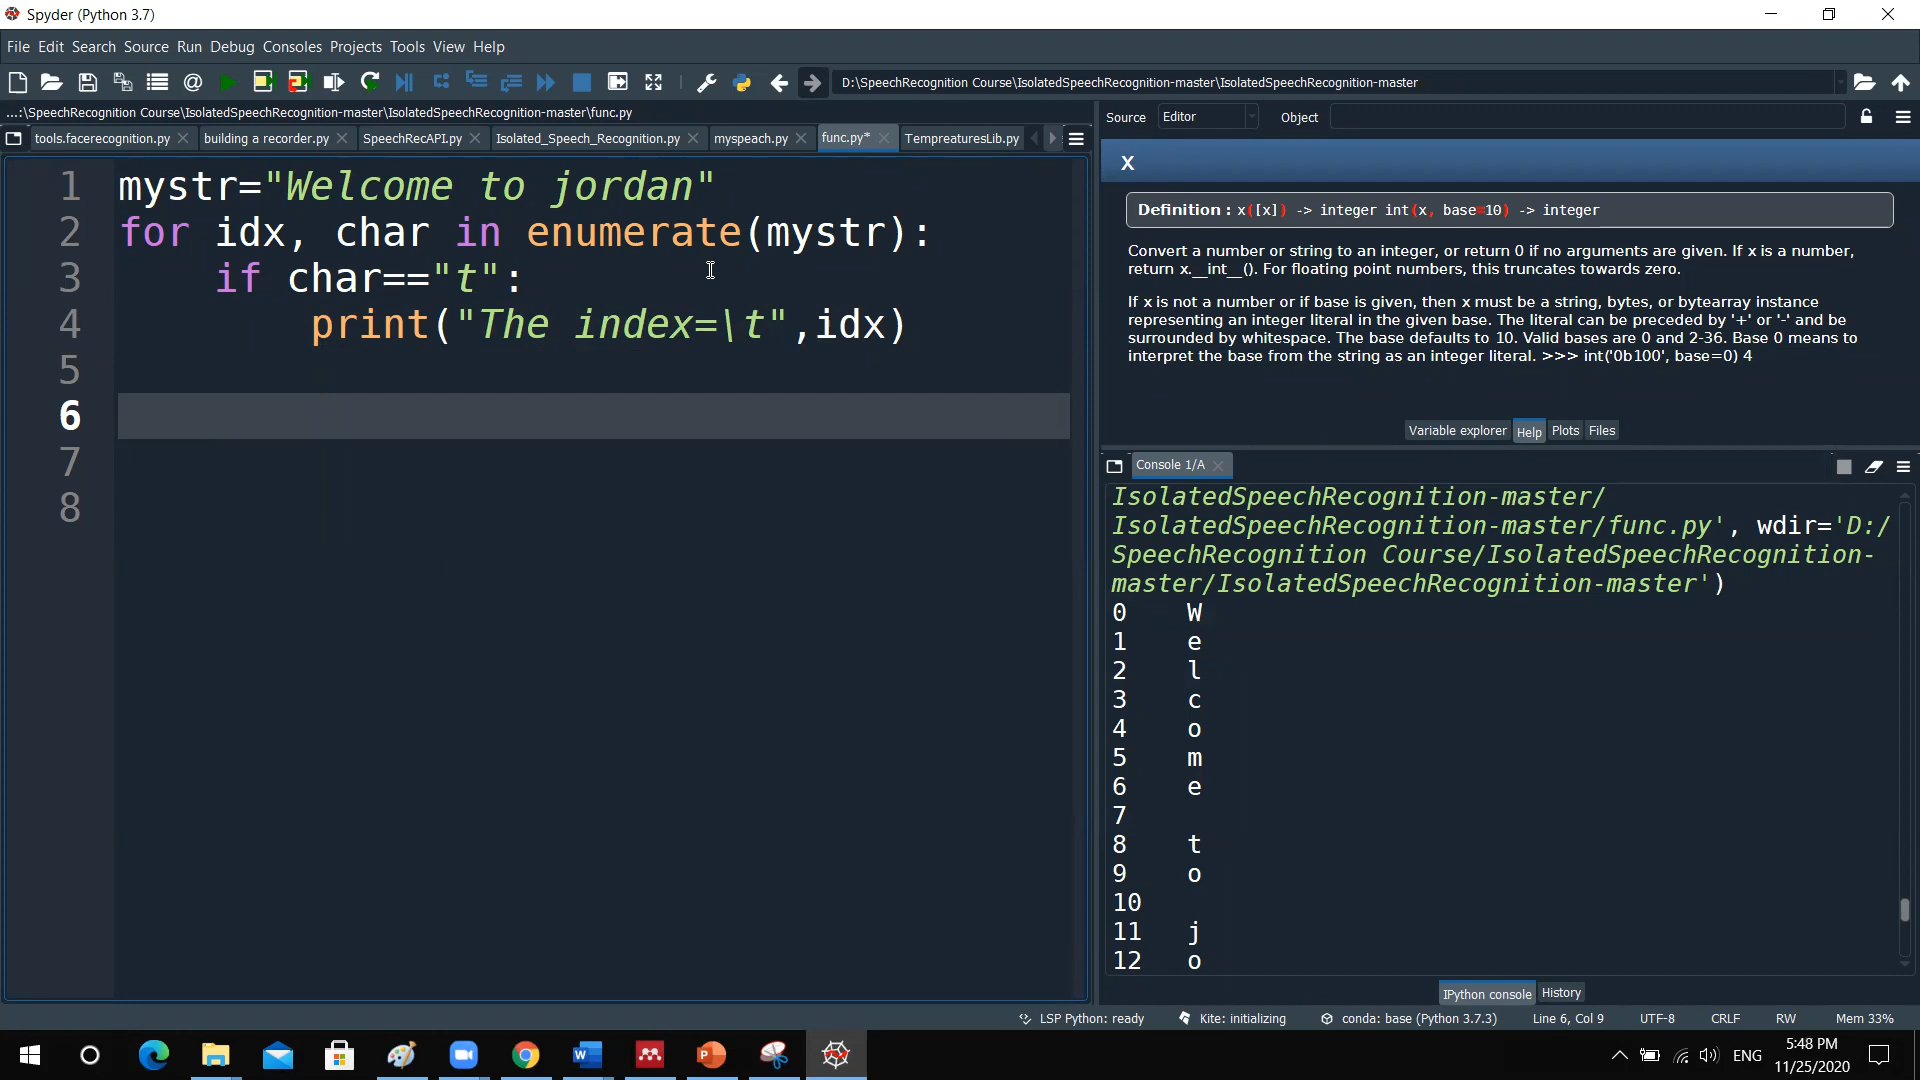 Spyder (Python 3.7)
File Edit Search Source Run Debug Consoles Projects Tools View Help
D:\SpeechRecognition Course\IsolatedSpeechRecognition-master\IsolatedSpeechRecognition-master
...:\SpeechRecognition Course\IsolatedSpeechRecognition-master\IsolatedSpeechRecognition-master\func.py
tools.facerecognition.py building a recorder.py SpeechRecAPI.py Isolated_Speech_Recognition.py myspeach.py func.py* TempreaturesLib.py
1 mystr="Welcome to jordan"
2 for idx, char in enumerate(mystr):
3 if char=="t":
4 print("The index=\t",idx)
5
6
7
8
Source Editor Object
x
Definition : x([x]) -> integer int(x, base=10) -> integer
Convert a number or string to an integer, or return 0 if no arguments are given. If x is a number,
return x.__int__(). For floating point numbers, this truncates towards zero.
If x is not a number or if base is given, then x must be a string, bytes, or bytearray instance
representing an integer literal in the given base. The literal can be preceded by '+' or '-' and be
surrounded by whitespace. The base defaults to 10. Valid bases are 0 and 2-36. Base 0 means to
interpret the base from the string as an integer literal. >>> int('0b100', base=0) 4
Variable explorer Help Plots Files
Console 1/A
IsolatedSpeechRecognition-master/
IsolatedSpeechRecognition-master/func.py', wdir='D:/
SpeechRecognition Course/IsolatedSpeechRecognition-
master/IsolatedSpeechRecognition-master')
0 W
1 e
2 l
3 c
4 o
5 m
6 e
7
8 t
9 o
10
11 j
12 o
IPython console History
LSP Python: ready Kite: initializing conda: base (Python 3.7.3) Line 6, Col 9 UTF-8 CRLF RW Mem 33%
ENG 5:48 PM
11/25/2020